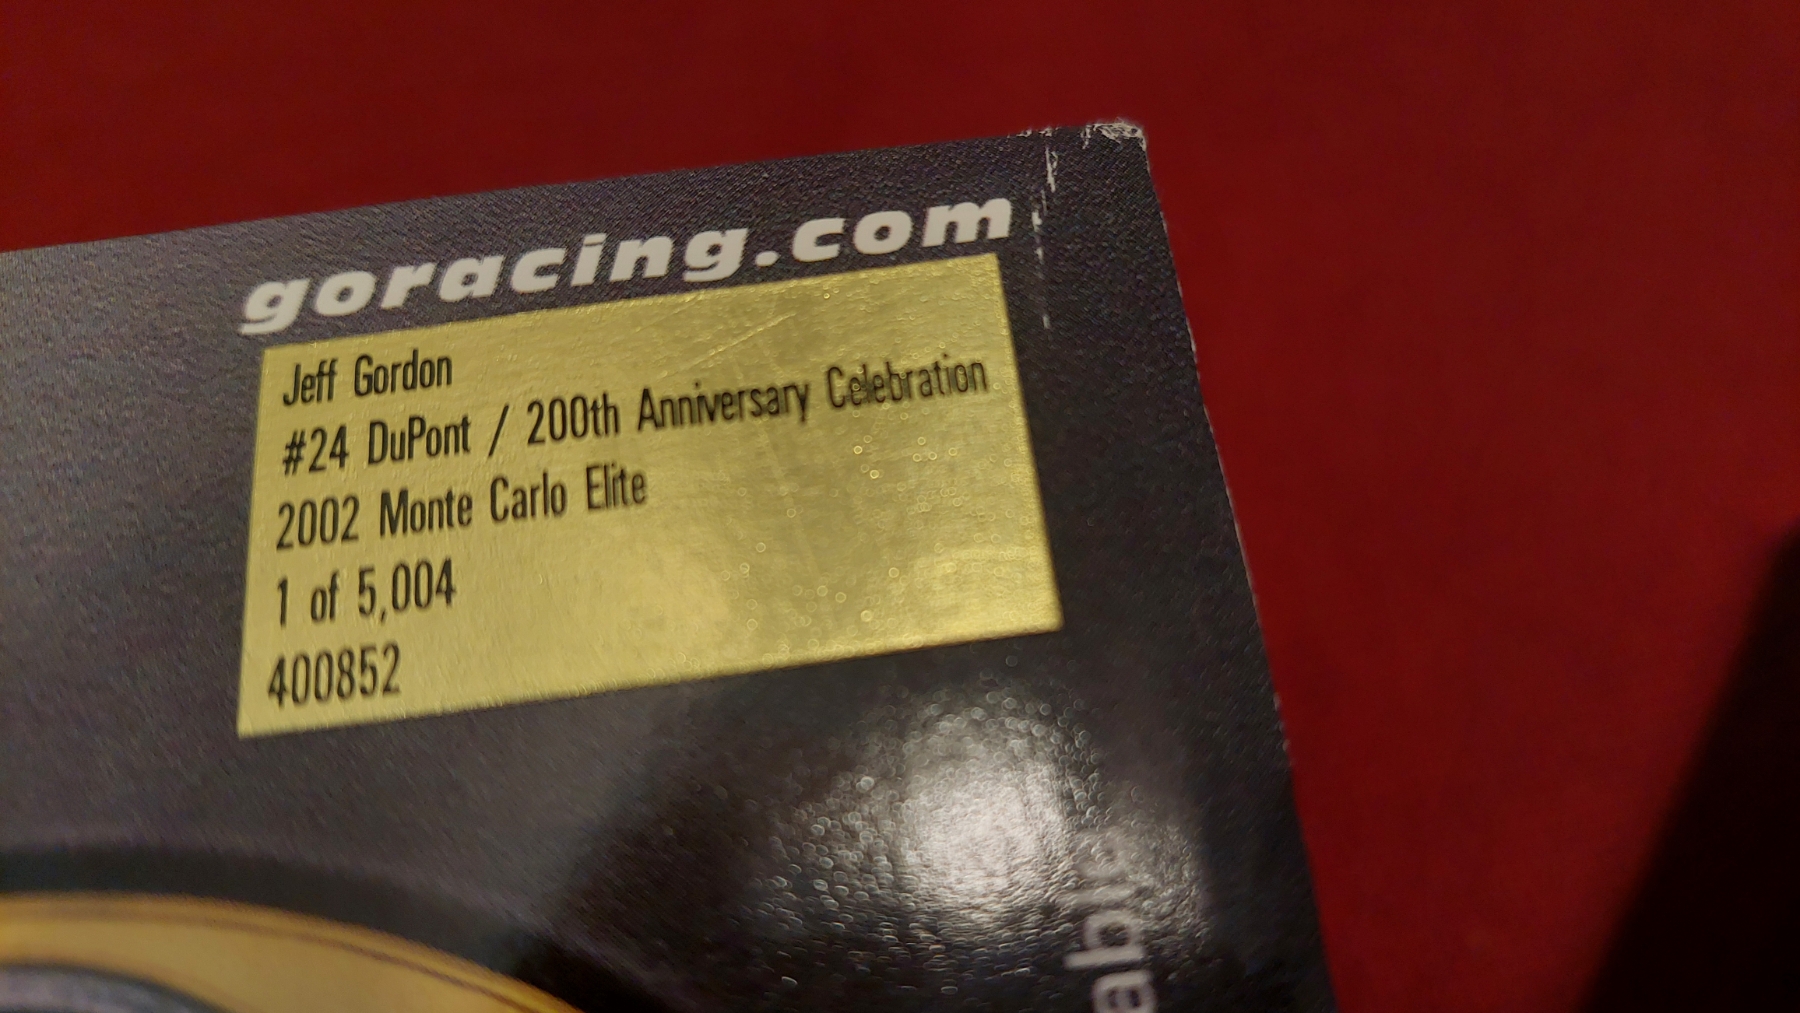 goracing.com
Jeff Gordon
#24 DuPont / 200th Anniversary Celebration
2002 Monte Carlo Elite
1 of 5,004
400852